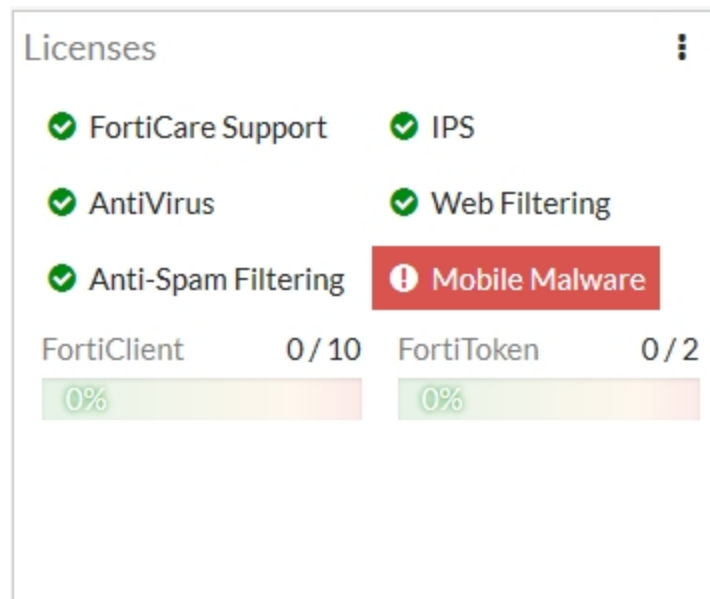 Licenses
FortiCare Support
IPS
AntiVirus
Web Filtering
Anti-Spam Filtering
Mobile Malware
FortiClient 0 / 10
FortiToken 0 / 2
0%
0%